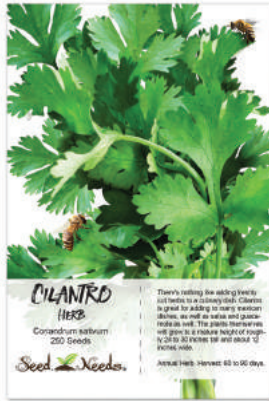 CILANTRO
HERB
Coriandrum sativum
250 Seeds
Seed Needs.
There's nothing like adding freshly
cut herbs to a culinary dish. Cilantro
is great for adding to many mexican
dishes, as well as salsa and guaca-
mole as well. The plants themselves
will grow to a mature height of rough-
ly 24 to 30 inches tall and about 12
inches wide.
Annual Herb. Harvest: 60 to 90 days.